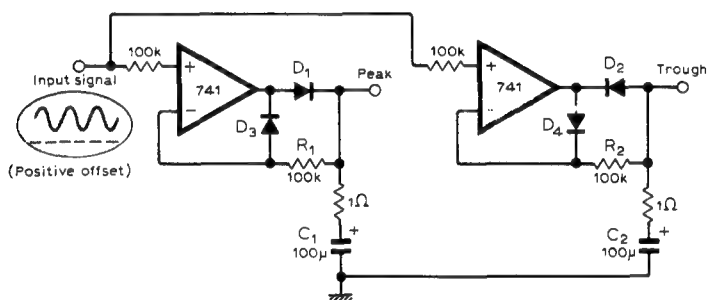 Input signal
(Positive offset)
100k
+
−
741
D1
D3
R1
100k
Peak
1Ω
+
C1
100µ
100k
+
−
741
D2
D4
R2
100k
Trough
1Ω
+
C2
100µ